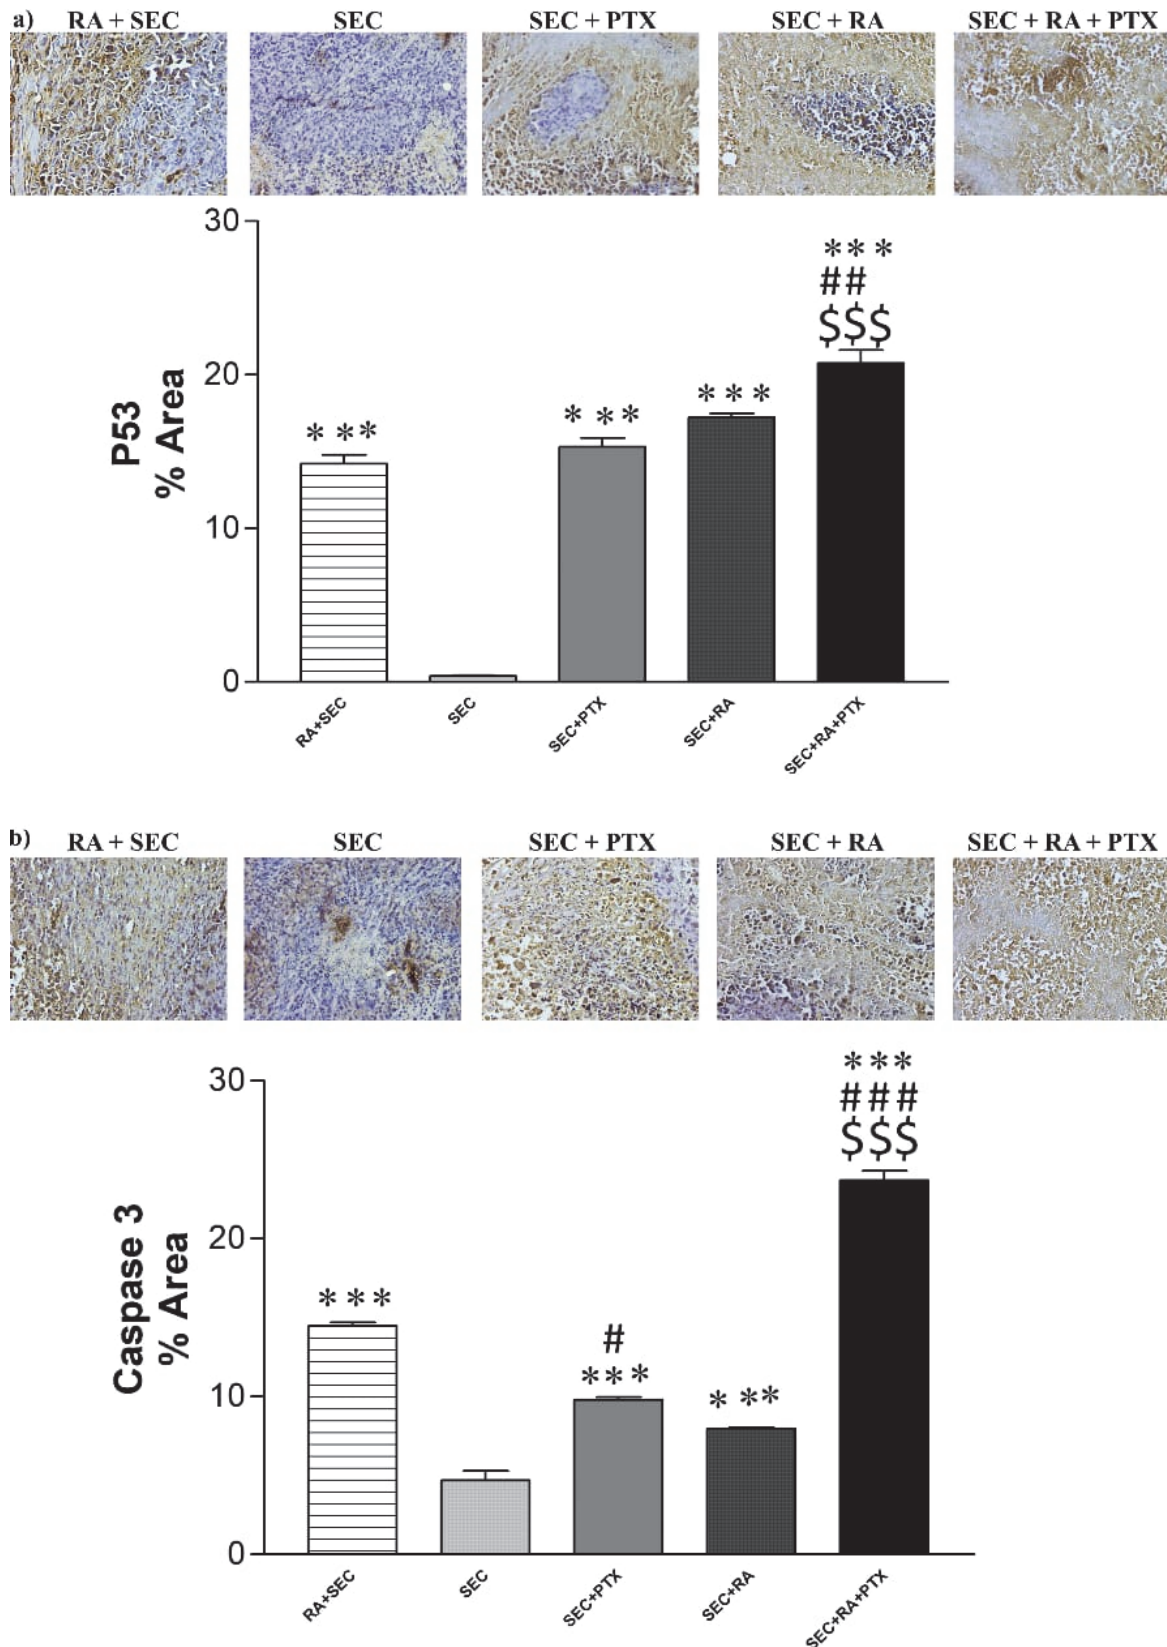 a) RA + SEC SEC SEC + PTX SEC + RA SEC + RA + PTX
30
20
10
0
P53
% Area
***
***
***
***
##
$$$
RA+SEC
SEC
SEC+PTX
SEC+RA
SEC+RA+PTX
b) RA + SEC SEC SEC + PTX SEC + RA SEC + RA + PTX
30
20
10
0
Caspase 3
% Area
***
#
***
***
***
###
$$$
RA+SEC
SEC
SEC+PTX
SEC+RA
SEC+RA+PTX